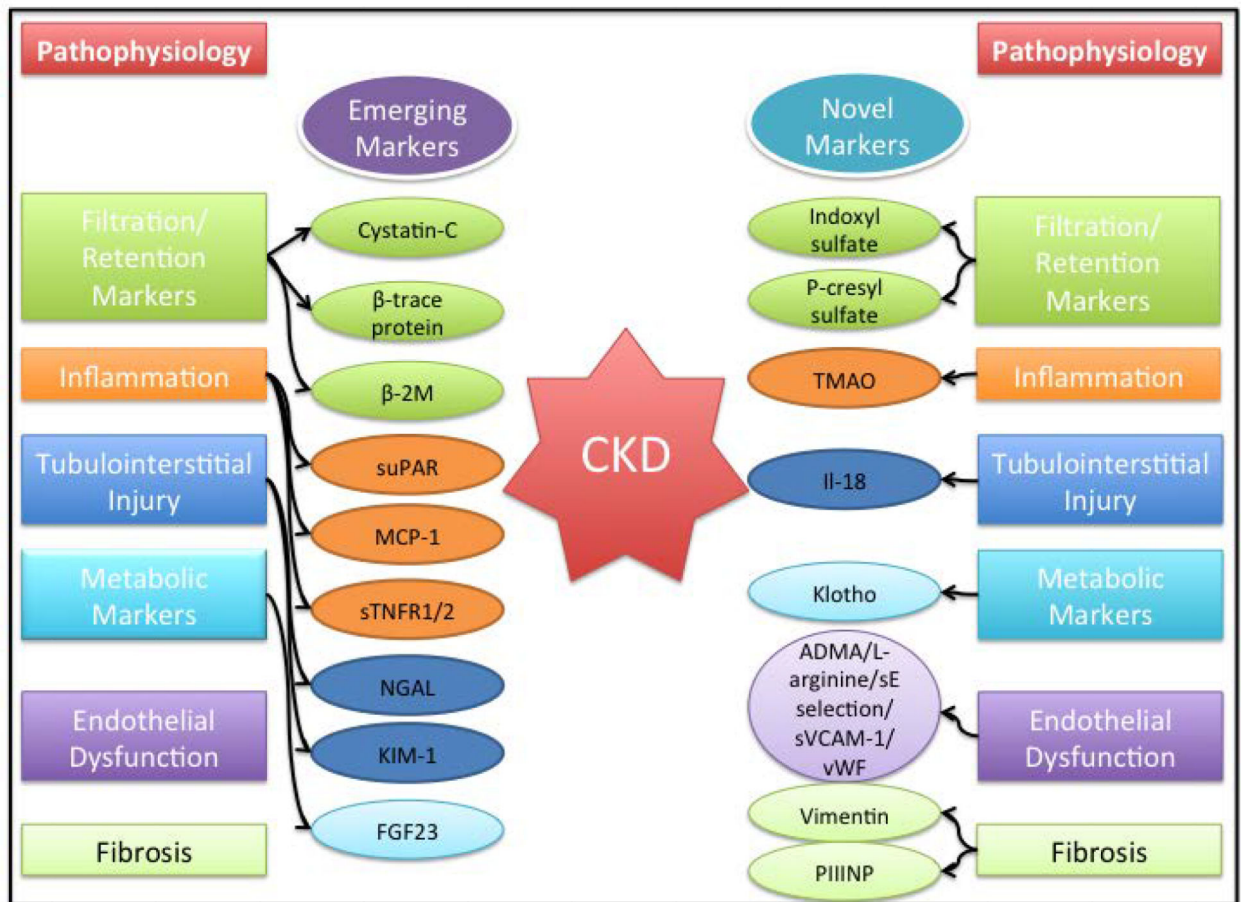 Pathophysiology
Emerging
Markers
Filtration/
Retention
Markers
Cystatin-C
β-trace
protein
β-2M
Inflammation
suPAR
MCP-1
sTNFR1/2
Tubulointerstitial
Injury
NGAL
KIM-1
Metabolic
Markers
FGF23
Endothelial
Dysfunction
Fibrosis
CKD
Pathophysiology
Novel
Markers
Filtration/
Retention
Markers
Indoxyl
sulfate
P-cresyl
sulfate
Inflammation
TMAO
Tubulointerstitial
Injury
Il-18
Metabolic
Markers
Klotho
Endothelial
Dysfunction
ADMA/L-
arginine/sE
selection/
sVCAM-1/
vWF
Fibrosis
Vimentin
PIIINP